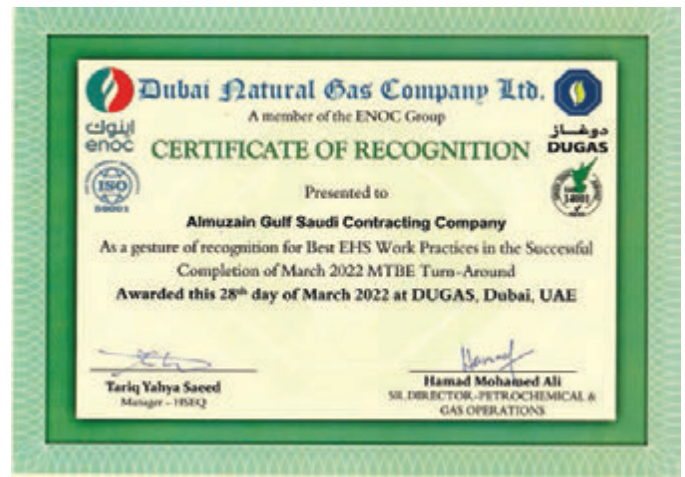 Dubai Natural Gas Company Ltd.
A member of the ENOC Group
اينوك
enoc
دوغاز
DUGAS
CERTIFICATE OF RECOGNITION
ISO
Presented to
Almuzain Gulf Saudi Contracting Company
As a gesture of recognition for Best EHS Work Practices in the Successful
Completion of March 2022 MTBE Turn-Around
Awarded this 28th day of March 2022 at DUGAS, Dubai, UAE
Tariq Yahya Saeed
Manager - HSEQ
Hamad Mohamed Ali
SR. DIRECTOR-PETROCHEMICAL &
GAS OPERATIONS